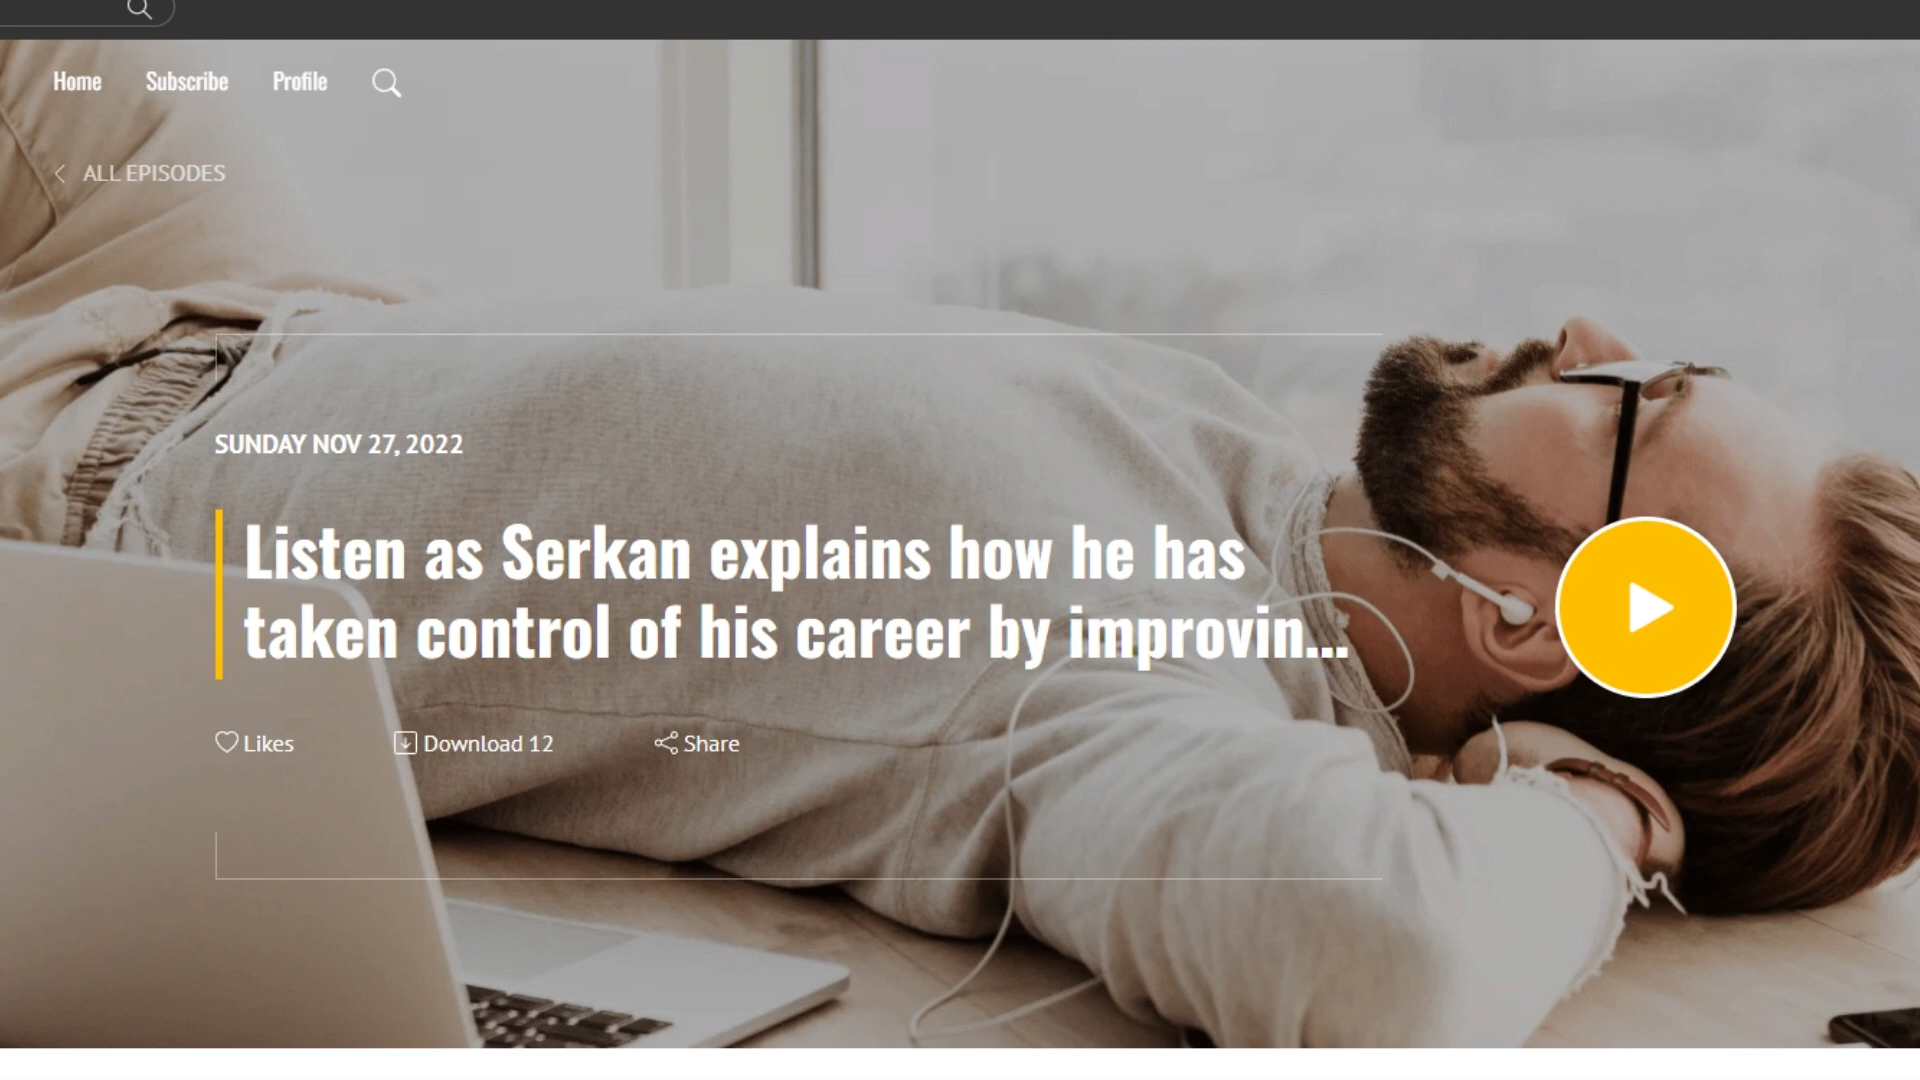 Home Subscribe Profile
ALL EPISODES
SUNDAY NOV 27, 2022
Listen as Serkan explains how he has
taken control of his career by improvin...
Likes Download 12 Share